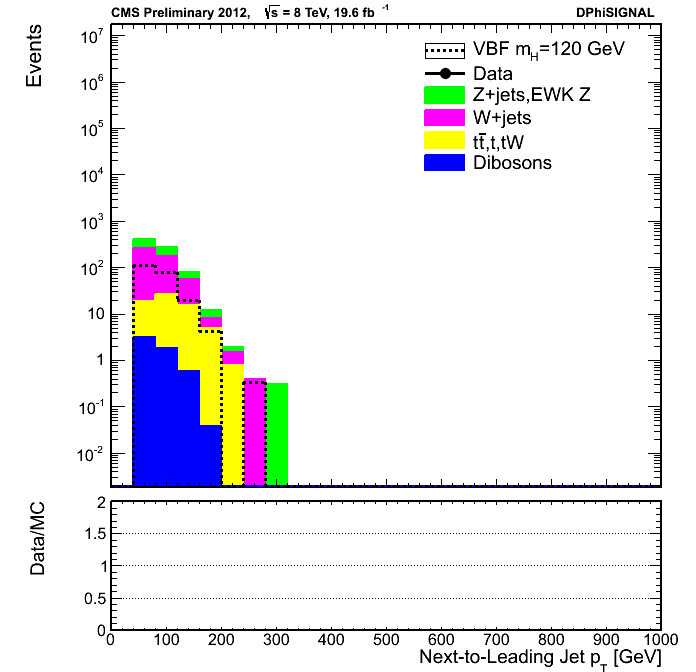 CMS Preliminary 2012, √s = 8 TeV, 19.6 fb⁻¹ DPhiSIGNAL
Events
10⁷
10⁶
10⁵
10⁴
10³
10²
10
1
10⁻¹
10⁻²
VBF m_H=120 GeV
Data
Z+jets,EWK Z
W+jets
tt̅,t,tW
Dibosons
Data/MC
2
1.5
1
0.5
0
0 100 200 300 400 500 600 700 800 900 1000
Next-to-Leading Jet p_T [GeV]